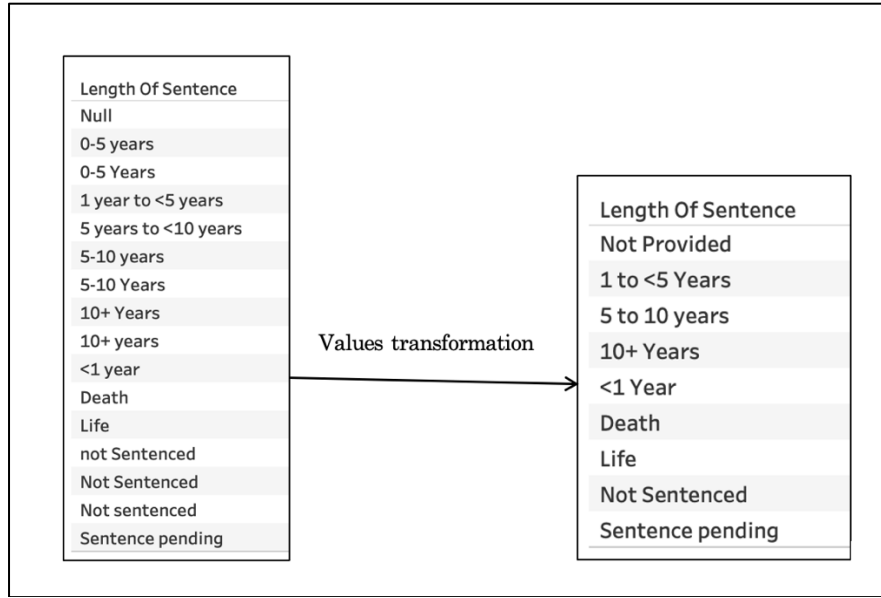 Length Of Sentence
Null
0-5 years
0-5 Years
1 year to <5 years
5 years to <10 years
5-10 years
5-10 Years
10+ Years
10+ years
<1 year
Death
Life
not Sentenced
Not Sentenced
Not sentenced
Sentence pending
Values transformation
Length Of Sentence
Not Provided
1 to <5 Years
5 to 10 years
10+ Years
<1 Year
Death
Life
Not Sentenced
Sentence pending